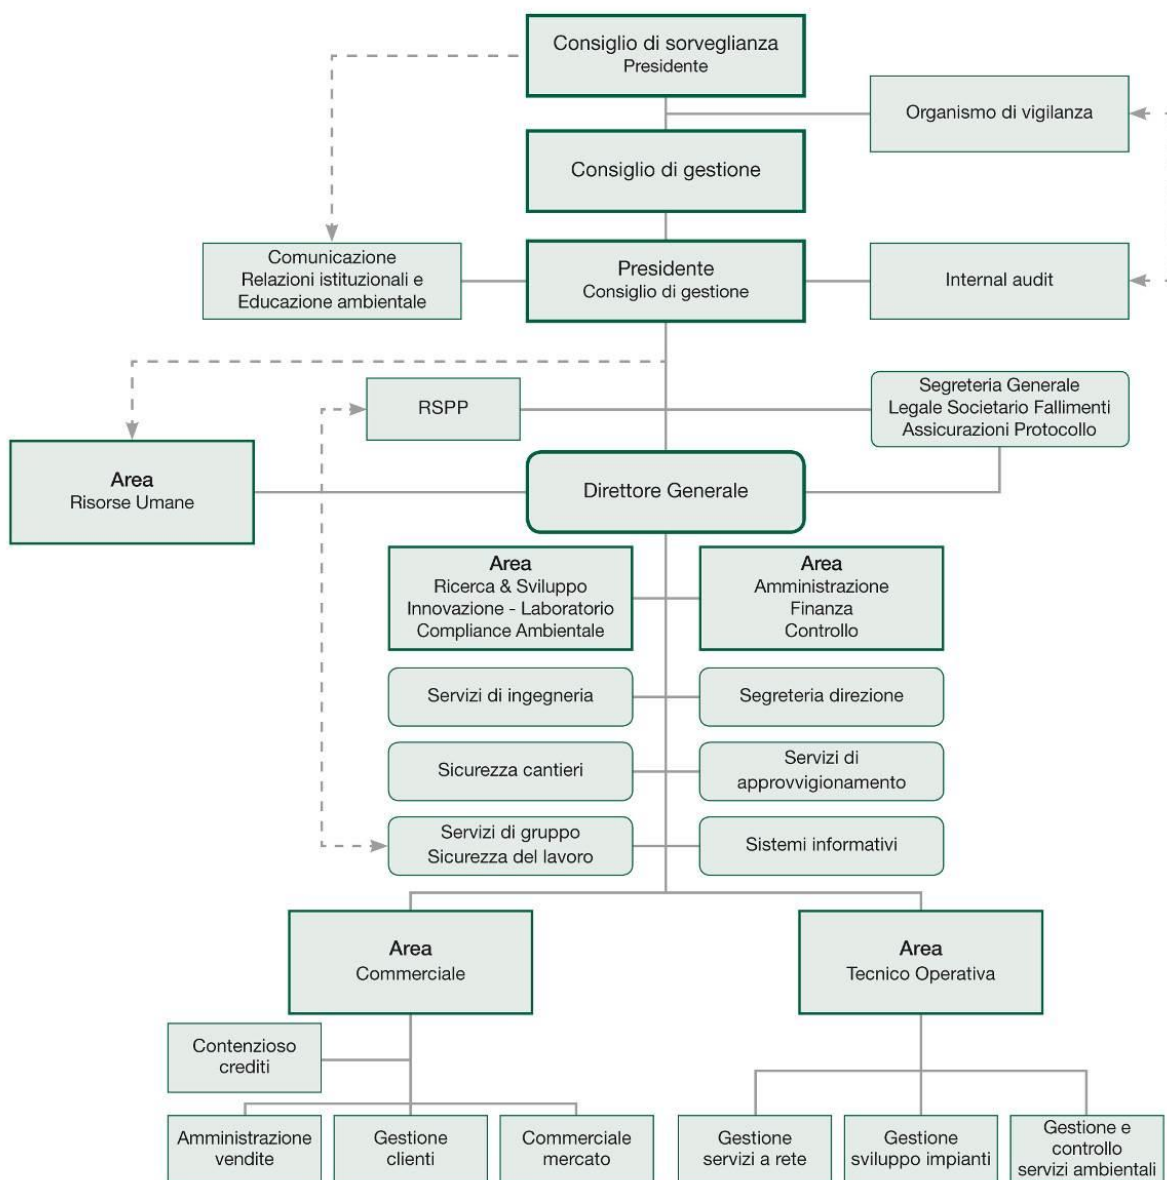 Consiglio di sorveglianza
Presidente
Organismo di vigilanza
Consiglio di gestione
Comunicazione
Relazioni istituzionali e
Educazione ambientale
Presidente
Consiglio di gestione
Internal audit
RSPP
Segreteria Generale
Legale Societario Fallimenti
Assicurazioni Protocollo
Area
Risorse Umane
Direttore Generale
Area
Ricerca & Sviluppo
Innovazione - Laboratorio
Compliance Ambientale
Area
Amministrazione
Finanza
Controllo
Servizi di ingegneria
Segreteria direzione
Sicurezza cantieri
Servizi di
approvvigionamento
Servizi di gruppo
Sicurezza del lavoro
Sistemi informativi
Area
Commerciale
Area
Tecnico Operativa
Contenzioso
crediti
Amministrazione
vendite
Gestione
clienti
Commerciale
mercato
Gestione
servizi a rete
Gestione
sviluppo impianti
Gestione e
controllo
servizi ambientali